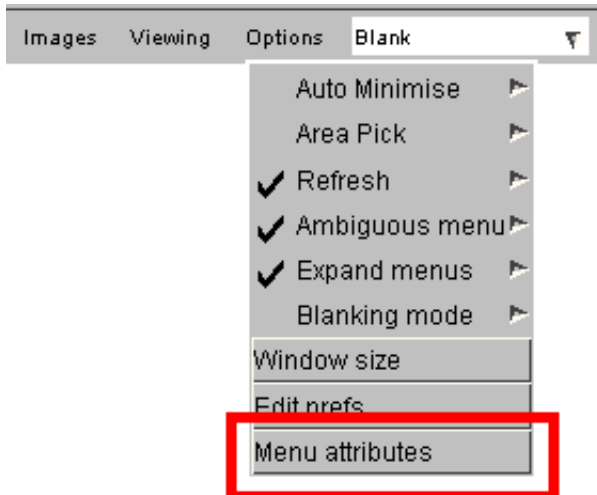 Images Viewing Options Blank
Auto Minimise
Area Pick
Refresh
Ambiguous menu
Expand menus
Blanking mode
Window size
Edit prefs
Menu attributes